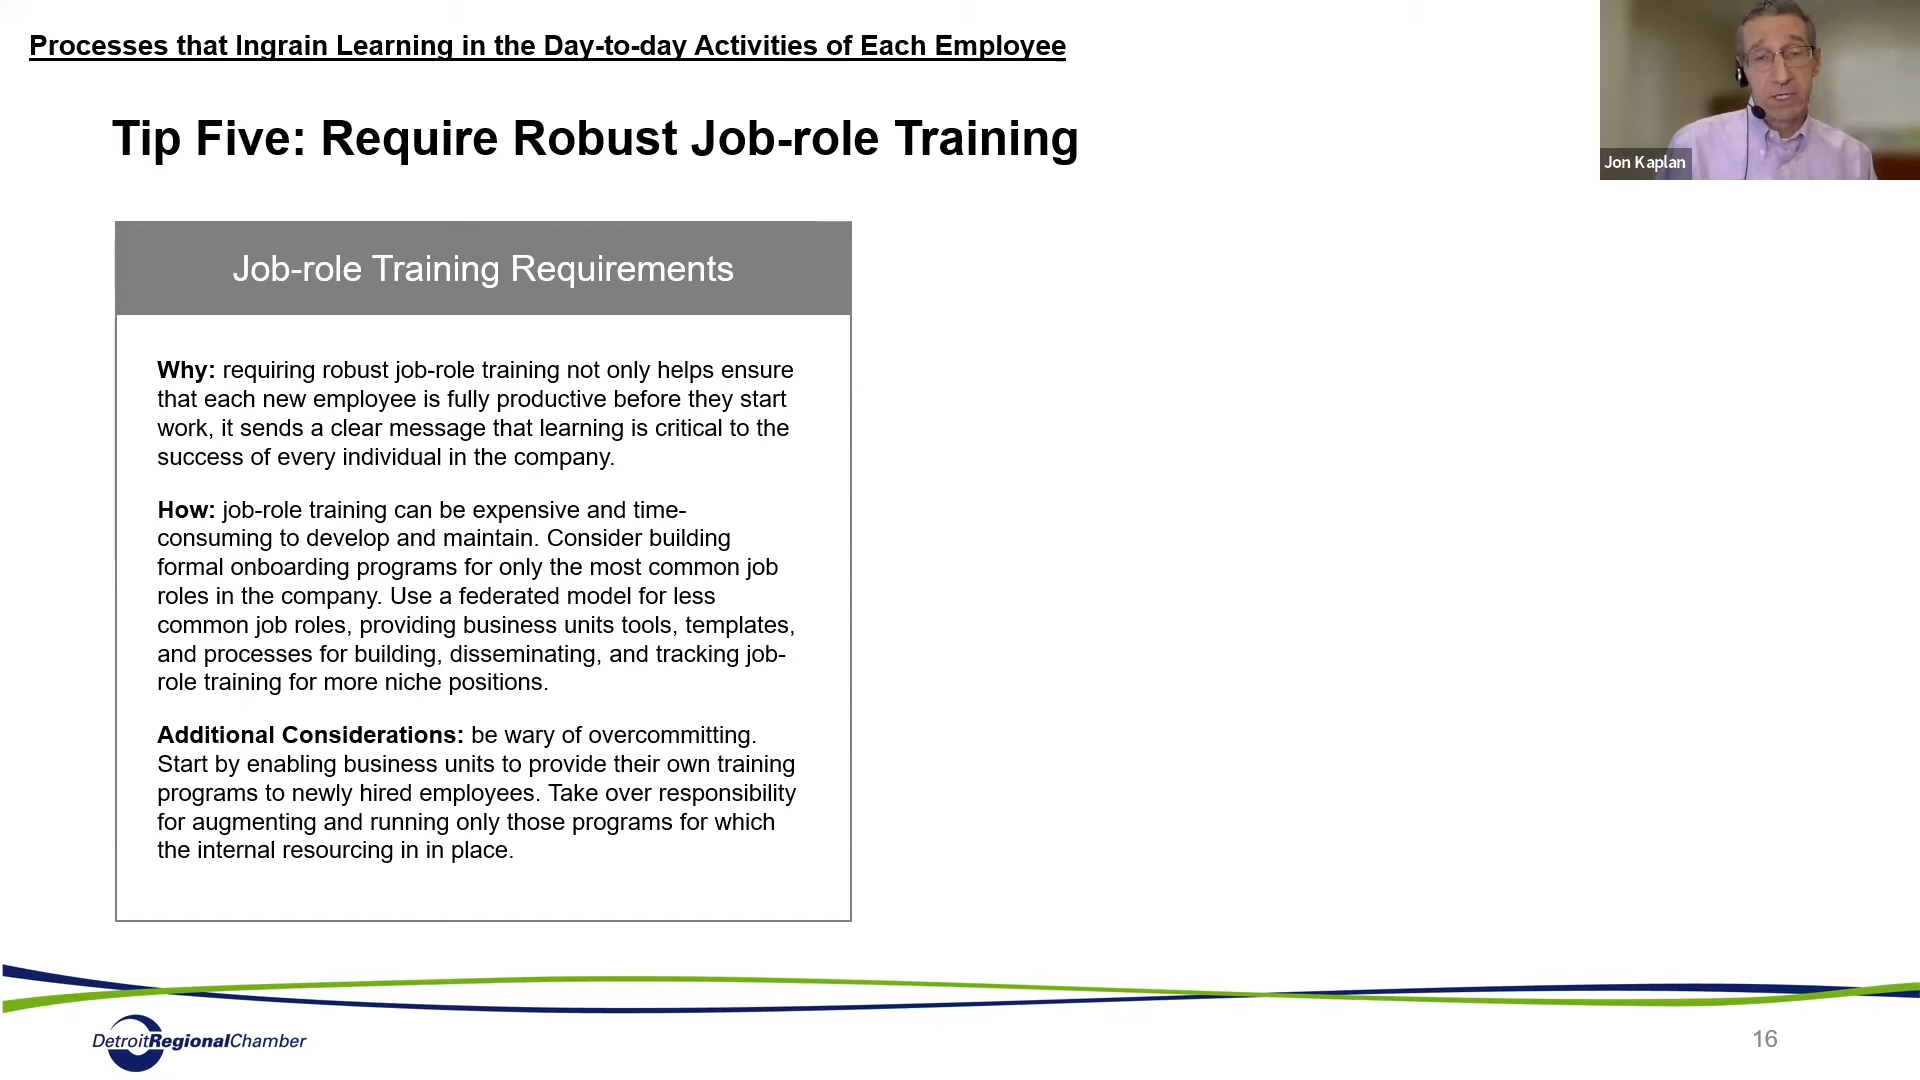 Processes that Ingrain Learning in the Day-to-day Activities of Each Employee
Jon Kaplan
Tip Five: Require Robust Job-role Training
Job-role Training Requirements
Why: requiring robust job-role training not only helps ensure
that each new employee is fully productive before they start
work, it sends a clear message that learning is critical to the
success of every individual in the company.
How: job-role training can be expensive and time-
consuming to develop and maintain. Consider building
formal onboarding programs for only the most common job
roles in the company. Use a federated model for less
common job roles, providing business units tools, templates,
and processes for building, disseminating, and tracking job-
role training for more niche positions.
Additional Considerations: be wary of overcommitting.
Start by enabling business units to provide their own training
programs to newly hired employees. Take over responsibility
for augmenting and running only those programs for which
the internal resourcing in in place.
DetroitRegionalChamber
16